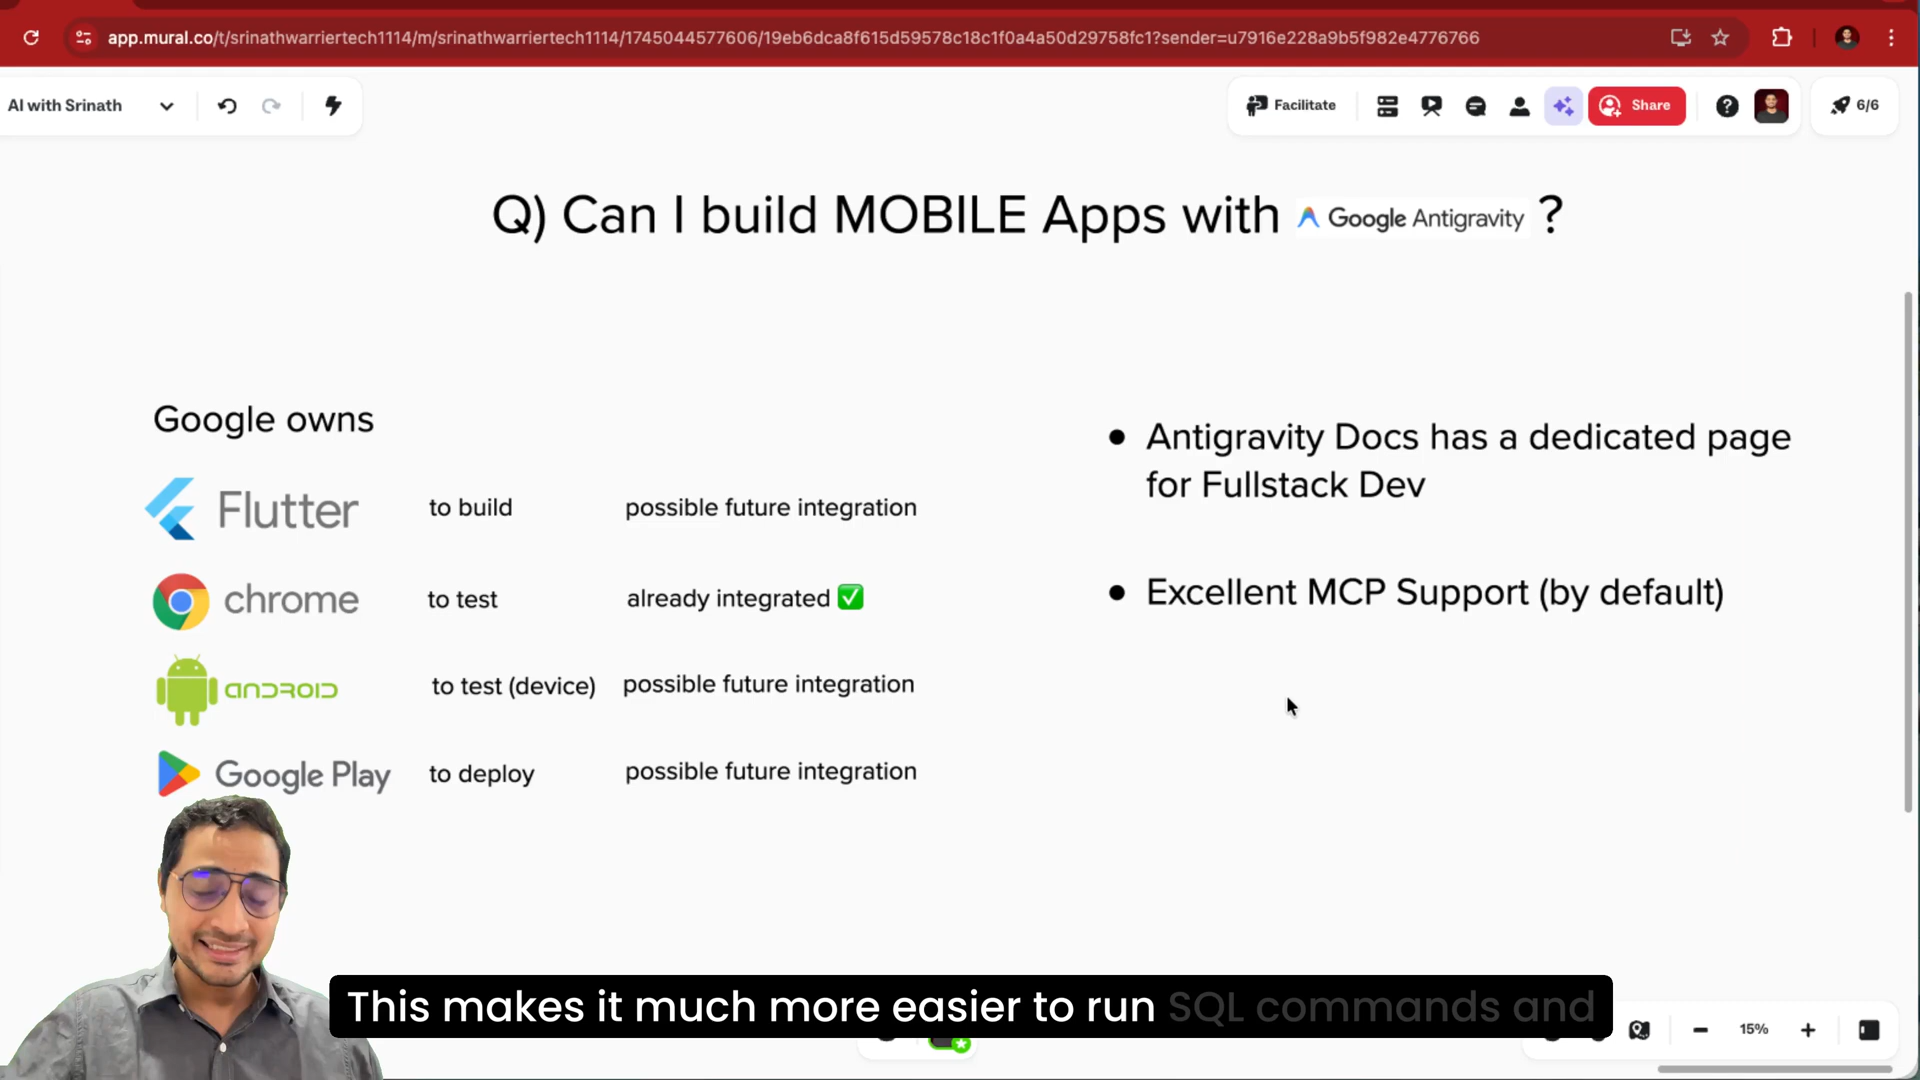 app.mural.co/t/srinathwarriertech1114/m/srinathwarriertech1114/1745044577606/19eb6dca8f615d59578c18c1f0a4a50d29758fc1?sender=u7916e228a9b5f982e4776766
AI with Srinath
Facilitate
Share
6/6
Q) Can I build MOBILE Apps with Google Antigravity ?
Google owns
Flutter to build possible future integration
chrome to test already integrated ✅
android to test (device) possible future integration
Google Play to deploy possible future integration
• Antigravity Docs has a dedicated page
for Fullstack Dev
• Excellent MCP Support (by default)
This makes it much more easier to run SQL commands and
15%